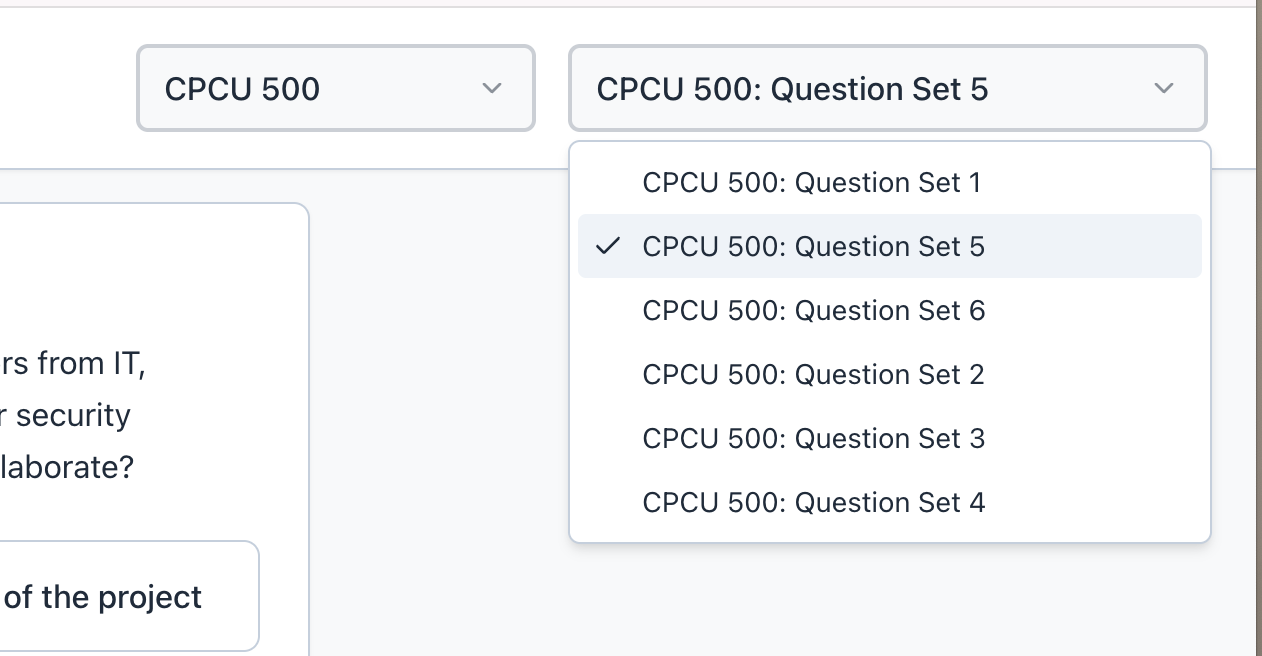 CPCU 500
CPCU 500: Question Set 5
CPCU 500: Question Set 1
CPCU 500: Question Set 5
CPCU 500: Question Set 6
CPCU 500: Question Set 2
CPCU 500: Question Set 3
CPCU 500: Question Set 4
from IT,
security
of the project